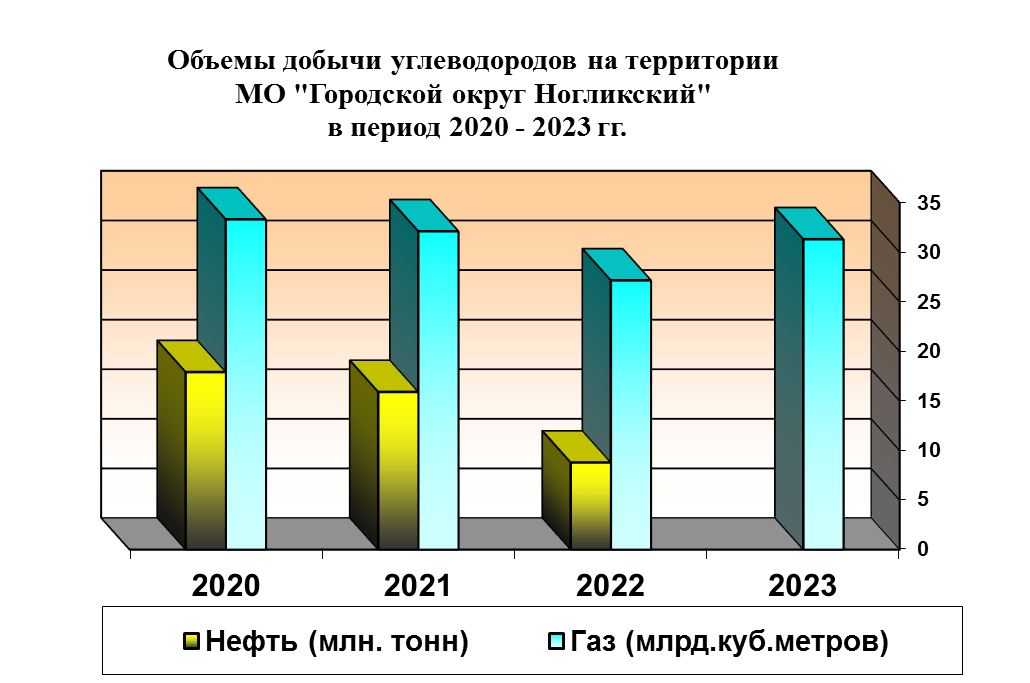 Объемы добычи углеводородов на территории
МО "Городской округ Ногликский"
в период 2020 - 2023 гг.
35
30
25
20
15
10
5
0
2020 2021 2022 2023
Нефть (млн. тонн) Газ (млрд.куб.метров)